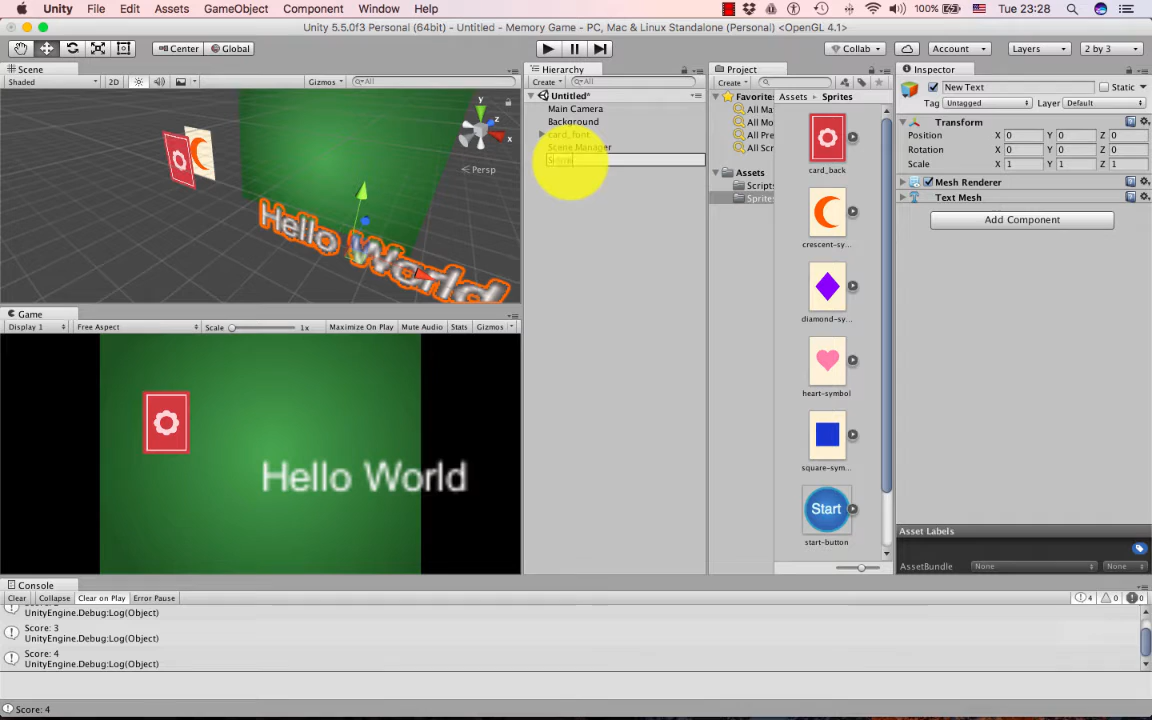 Unity File Edit Assets GameObject Component Window Help 100% Tue 23:28
Unity 5.5.0f3 Personal (64bit) - Untitled - Memory Game - PC, Mac & Linux Standalone (Personal) <OpenGL 4.1>
Center Global Collab Account Layers 2 by 3
Scene
Shaded 2D Gizmos All
y
z
x
Persp
Hello World
Game
Display 1 Free Aspect Scale 1x Maximize On Play Mute Audio Stats Gizmos
Hello World
Hierarchy
Create All
Untitled*
Main Camera
Background
card_font
Scene Manager
Project
Create
Favorites
All Ma
All Mo
All Pre
All Scr
Assets
Scripts
Sprites
Assets Sprites
card_back
crescent-sy...
diamond-sy...
heart-symbol
square-sym...
Start
start-button
Inspector
New Text Static
Tag Untagged Layer Default
Transform
Position X 0 Y 0 Z 0
Rotation X 0 Y 0 Z 0
Scale X 1 Y 1 Z 1
Mesh Renderer
Text Mesh
Add Component
Asset Labels
AssetBundle None None
Console
Clear Collapse Clear on Play Error Pause 4 0 0
UnityEngine.Debug:Log(Object)
Score: 3
UnityEngine.Debug:Log(Object)
Score: 4
UnityEngine.Debug:Log(Object)
Score: 4